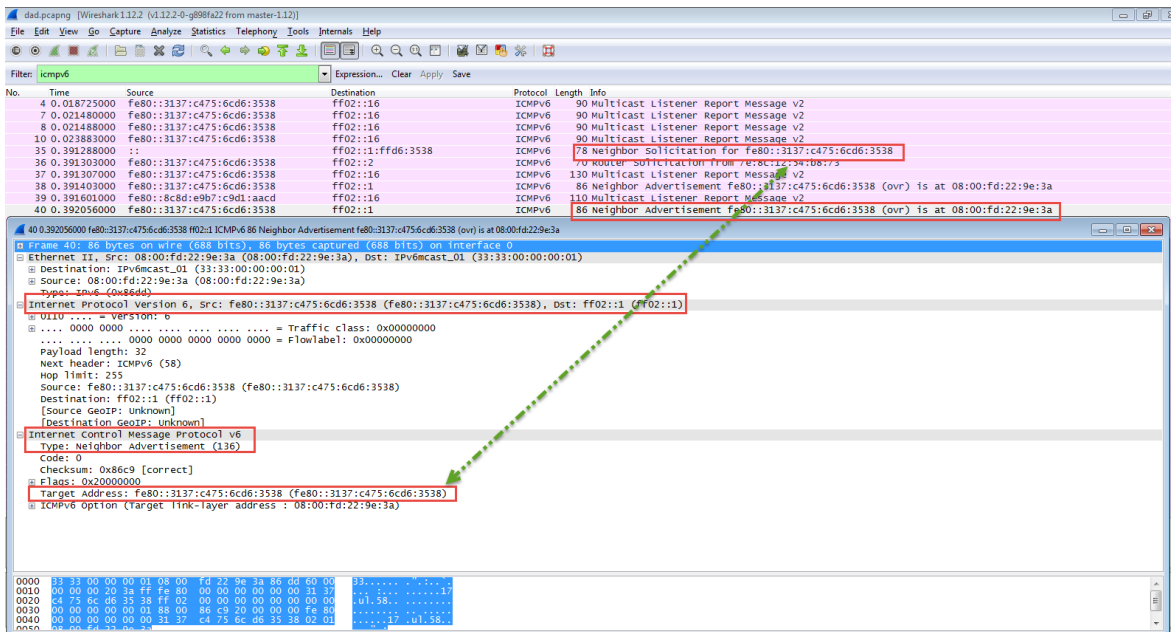 dad.pcapng [Wireshark 1.12.2 (v1.12.2-0-g898fa22 from master-1.12)]
File Edit View Go Capture Analyze Statistics Telephony Tools Internals Help
Filter: icmpv6 Expression... Clear Apply Save
No. Time Source Destination Protocol Length Info
4 0.018725000 fe80::3137:c475:6cd6:3538 ff02::16 ICMPv6 90 Multicast Listener Report Message v2
7 0.021480000 fe80::3137:c475:6cd6:3538 ff02::16 ICMPv6 90 Multicast Listener Report Message v2
8 0.021488000 fe80::3137:c475:6cd6:3538 ff02::16 ICMPv6 90 Multicast Listener Report Message v2
10 0.023883000 fe80::3137:c475:6cd6:3538 ff02::16 ICMPv6 90 Multicast Listener Report Message v2
35 0.391288000 :: ff02::1:ffd6:3538 ICMPv6 78 Neighbor Solicitation for fe80::3137:c475:6cd6:3538
36 0.391303000 fe80::3137:c475:6cd6:3538 ff02::2 ICMPv6 70 Router Solicitation from 7e:8c:12:54:b8:73
37 0.391307000 fe80::3137:c475:6cd6:3538 ff02::16 ICMPv6 130 Multicast Listener Report Message v2
38 0.391403000 fe80::3137:c475:6cd6:3538 ff02::1 ICMPv6 86 Neighbor Advertisement fe80::3137:c475:6cd6:3538 (ovr) is at 08:00:fd:22:9e:3a
39 0.391601000 fe80::8c8d:e9b7:c9d1:aacd ff02::16 ICMPv6 110 Multicast Listener Report Message v2
40 0.392056000 fe80::3137:c475:6cd6:3538 ff02::1 ICMPv6 86 Neighbor Advertisement fe80::3137:c475:6cd6:3538 (ovr) is at 08:00:fd:22:9e:3a
40 0.392056000 fe80::3137:c475:6cd6:3538 ff02::1 ICMPv6 86 Neighbor Advertisement fe80::3137:c475:6cd6:3538 (ovr) is at 08:00:fd:22:9e:3a
Frame 40: 86 bytes on wire (688 bits), 86 bytes captured (688 bits) on interface 0
Ethernet II, Src: 08:00:fd:22:9e:3a (08:00:fd:22:9e:3a), Dst: IPv6mcast_01 (33:33:00:00:00:01)
Destination: IPv6mcast_01 (33:33:00:00:00:01)
Source: 08:00:fd:22:9e:3a (08:00:fd:22:9e:3a)
Type: IPv6 (0x86dd)
Internet Protocol Version 6, Src: fe80::3137:c475:6cd6:3538 (fe80::3137:c475:6cd6:3538), Dst: ff02::1 (ff02::1)
0110 .... = Version: 6
.... 0000 0000 .... .... .... .... .... = Traffic class: 0x00000000
.... .... .... 0000 0000 0000 0000 0000 = Flowlabel: 0x00000000
Payload length: 32
Next header: ICMPv6 (58)
Hop limit: 255
Source: fe80::3137:c475:6cd6:3538 (fe80::3137:c475:6cd6:3538)
Destination: ff02::1 (ff02::1)
[Source GeoIP: Unknown]
[Destination GeoIP: Unknown]
Internet Control Message Protocol v6
Type: Neighbor Advertisement (136)
Code: 0
Checksum: 0x86c9 [correct]
Flags: 0x20000000
Target Address: fe80::3137:c475:6cd6:3538 (fe80::3137:c475:6cd6:3538)
ICMPv6 Option (Target link-layer address : 08:00:fd:22:9e:3a)
0000 33 33 00 00 00 01 08 00 fd 22 9e 3a 86 dd 60 00 33...... .".:..`.
0010 00 00 00 20 3a ff fe 80 00 00 00 00 00 00 31 37 ... :... ......17
0020 c4 75 6c d6 35 38 ff 02 00 00 00 00 00 00 00 00 .ul.58.. ........
0030 00 00 00 00 00 01 88 00 86 c9 20 00 00 00 fe 80 ........ .. .....
0040 00 00 00 00 00 00 31 37 c4 75 6c d6 35 38 02 01 ......17 .ul.58..
0050 08 00 fd 22 9e 3a